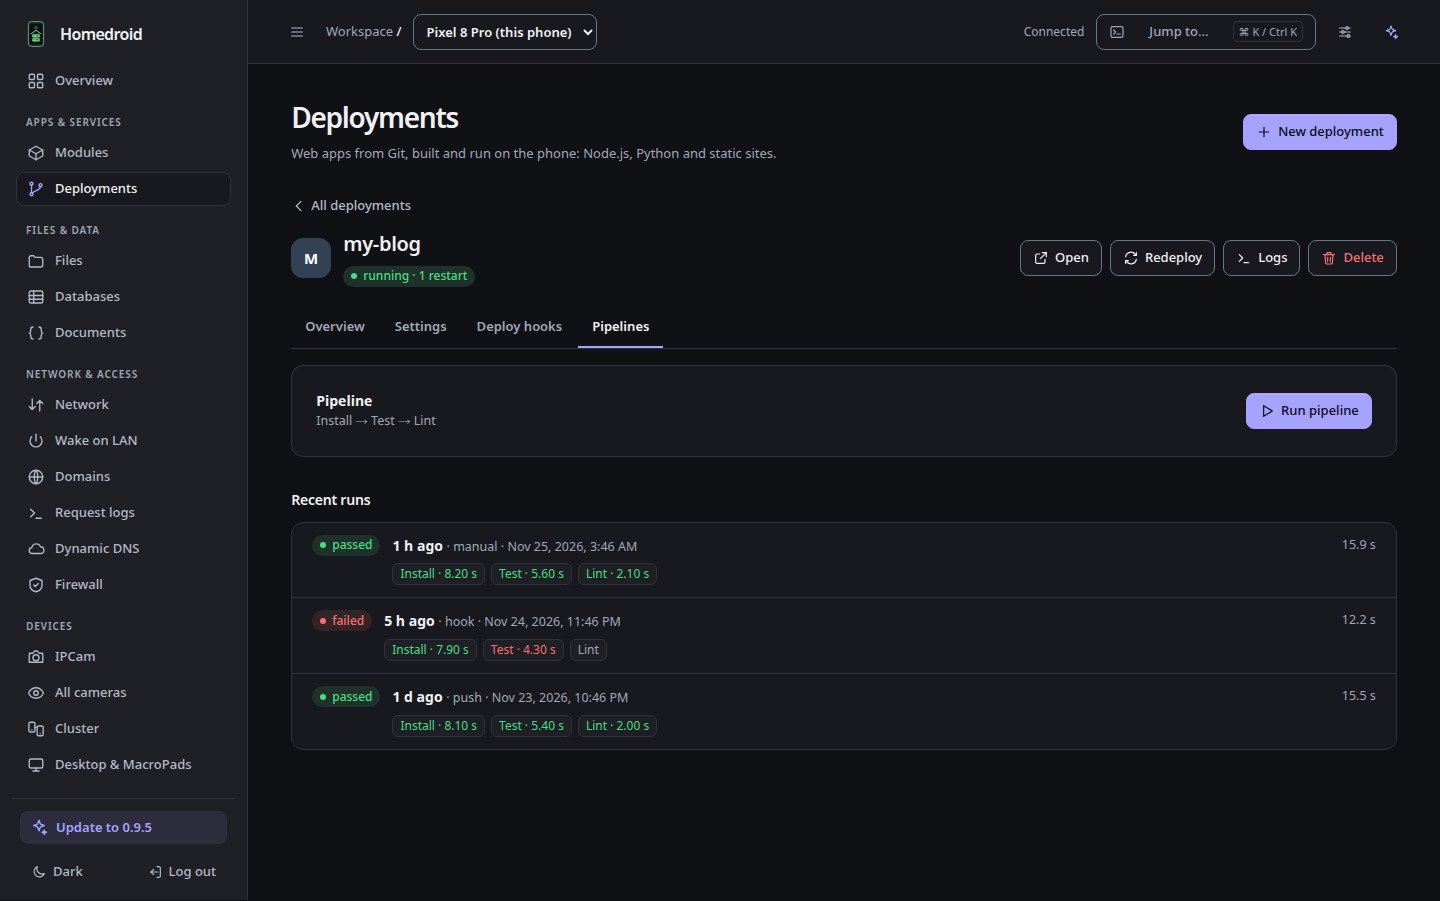 Homedroid
Overview
APPS & SERVICES
Modules
Deployments
FILES & DATA
Files
Databases
Documents
NETWORK & ACCESS
Network
Wake on LAN
Domains
Request logs
Dynamic DNS
Firewall
DEVICES
IPCam
All cameras
Cluster
Desktop & MacroPads
Update to 0.9.5
Dark
Log out
Workspace / Pixel 8 Pro (this phone)
Connected
Jump to... ⌘ K / Ctrl K
Deployments
Web apps from Git, built and run on the phone: Node.js, Python and static sites.
New deployment
All deployments
M
my-blog
running · 1 restart
Open
Redeploy
Logs
Delete
Overview
Settings
Deploy hooks
Pipelines
Pipeline
Install → Test → Lint
Run pipeline
Recent runs
passed 1 h ago · manual · Nov 25, 2026, 3:46 AM 15.9 s
Install · 8.20 s Test · 5.60 s Lint · 2.10 s
failed 5 h ago · hook · Nov 24, 2026, 11:46 PM 12.2 s
Install · 7.90 s Test · 4.30 s Lint
passed 1 d ago · push · Nov 23, 2026, 10:46 PM 15.5 s
Install · 8.10 s Test · 5.40 s Lint · 2.00 s